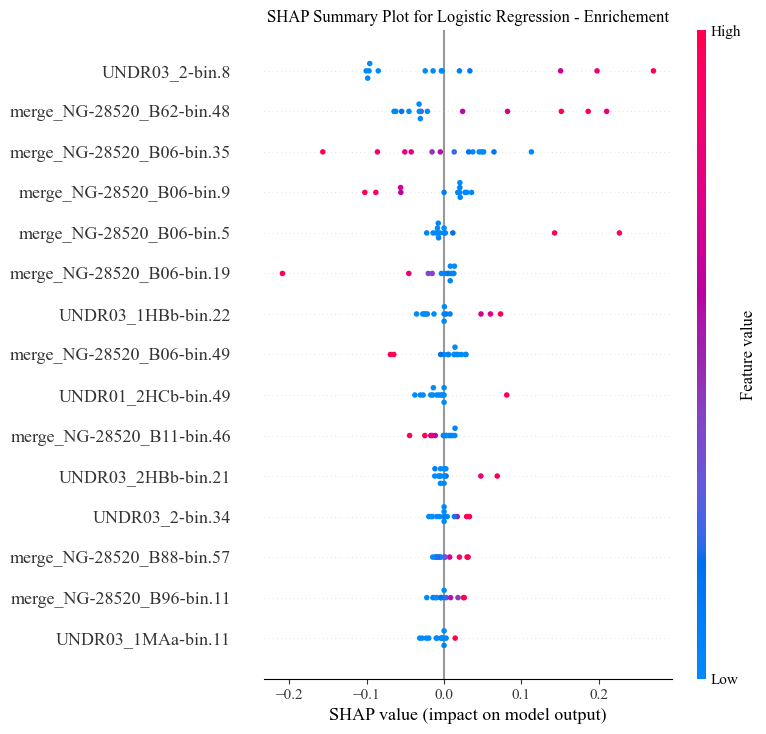 SHAP Summary Plot for Logistic Regression - Enrichement
High
UNDR03_2-bin.8
merge_NG-28520_B62-bin.48
merge_NG-28520_B06-bin.35
merge_NG-28520_B06-bin.9
merge_NG-28520_B06-bin.5
merge_NG-28520_B06-bin.19
UNDR03_1HBb-bin.22
merge_NG-28520_B06-bin.49
UNDR01_2HCb-bin.49
merge_NG-28520_B11-bin.46
UNDR03_2HBb-bin.21
UNDR03_2-bin.34
merge_NG-28520_B88-bin.57
merge_NG-28520_B96-bin.11
UNDR03_1MAa-bin.11
Feature value
Low
−0.2 −0.1 0.0 0.1 0.2
SHAP value (impact on model output)